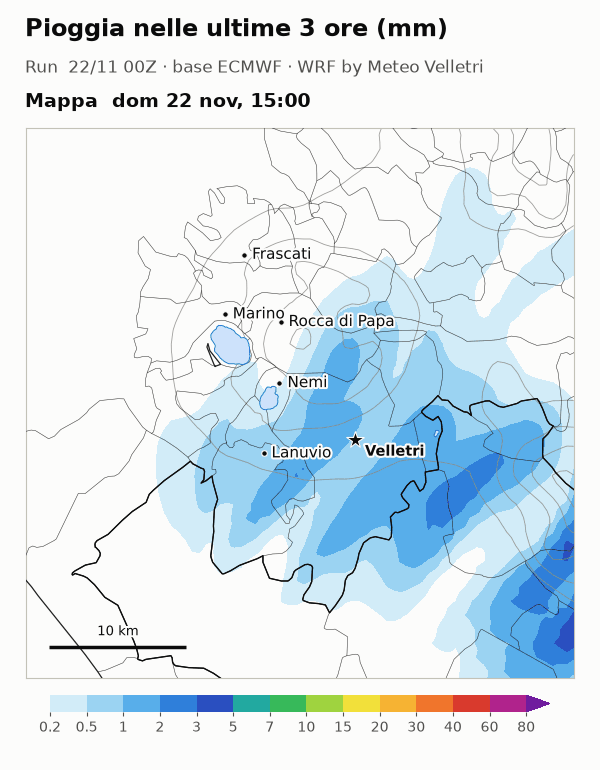 Pioggia nelle ultime 3 ore (mm)
Run  22/11 00Z · base ECMWF · WRF by Meteo Velletri
Mappa  dom 22 nov, 15:00
Frascati
Marino
Rocca di Papa
Nemi
Lanuvio
Velletri
10 km
0.2 0.5 1 2 3 5 7 10 15 20 30 40 60 80